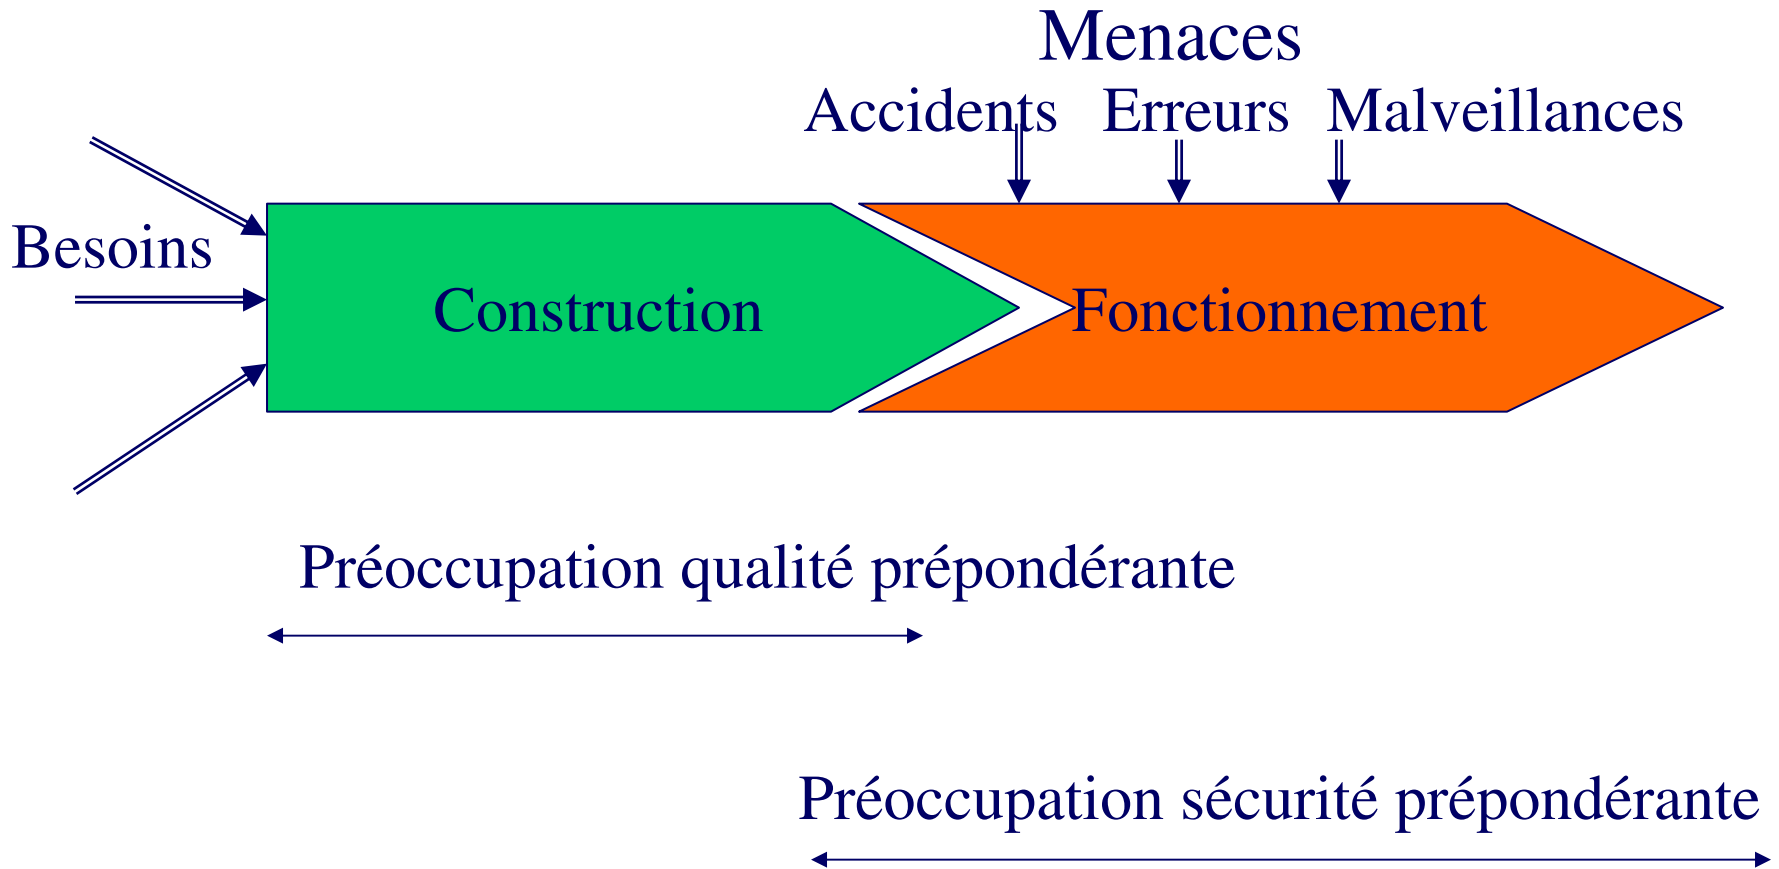 Menaces
Accidents Erreurs Malveillances
Besoins
Construction
Fonctionnement
Préoccupation qualité prépondérante
Préoccupation sécurité prépondérante